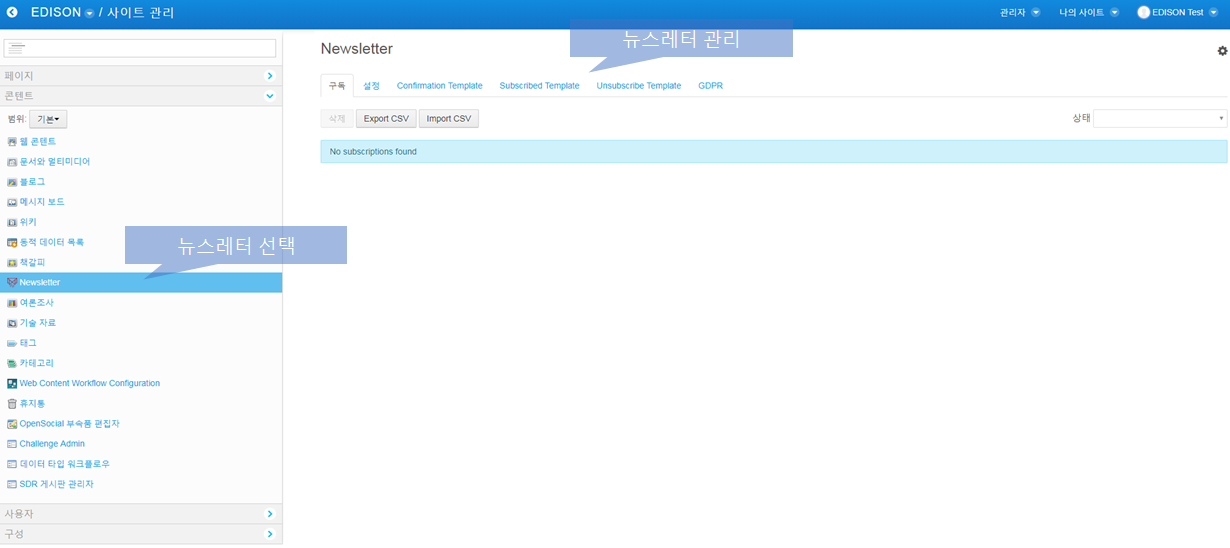 EDISON / 사이트 관리
관리자 나의 사이트 EDISON Test
페이지
콘텐트
범위: 기본
웹 콘텐트
문서와 멀티미디어
블로그
메시지 보드
위키
동적 데이터 목록
책갈피
Newsletter
여론조사
기술 자료
태그
카테고리
Web Content Workflow Configuration
휴지통
OpenSocial 부속품 편집자
Challenge Admin
데이터 타입 워크플로우
SDR 게시판 관리자
사용자
구성
뉴스레터 선택
뉴스레터 관리
Newsletter
구독 설정 Confirmation Template Subscribed Template Unsubscribe Template GDPR
삭제 Export CSV Import CSV 상태
No subscriptions found